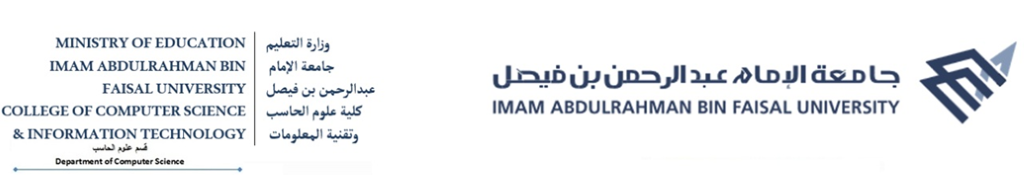 MINISTRY OF EDUCATION
IMAM ABDULRAHMAN BIN
FAISAL UNIVERSITY
COLLEGE OF COMPUTER SCIENCE
& INFORMATION TECHNOLOGY
وزارة التعليم
جامعة الإمام
عبدالرحمن بن فيصل
كلية علوم الحاسب
وتقنية المعلومات
قسم علوم الحاسب
Department of Computer Science
جامعة الإمام عبدالرحمن بن فيصل
IMAM ABDULRAHMAN BIN FAISAL UNIVERSITY